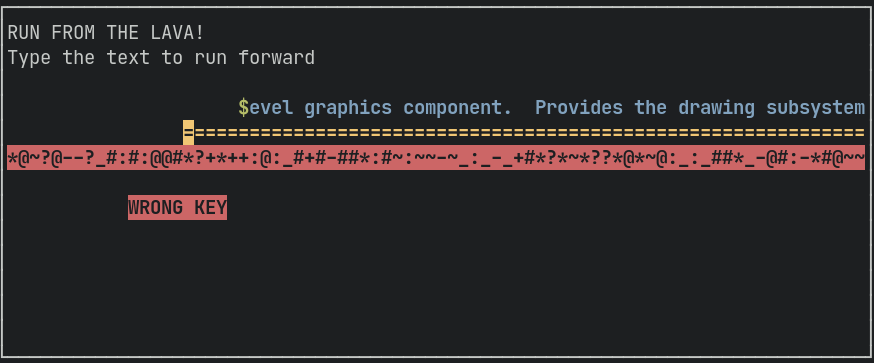 RUN FROM THE LAVA!
Type the text to run forward
$evel graphics component.  Provides the drawing subsystem
==============================================================
*@~?@--?_#:#:@@#*?+*++:@:_#+#-##*:#~:~~-~_:_-_+#*?*~*??*@*~@:_:_##*_-@#:-*#@~~
WRONG KEY